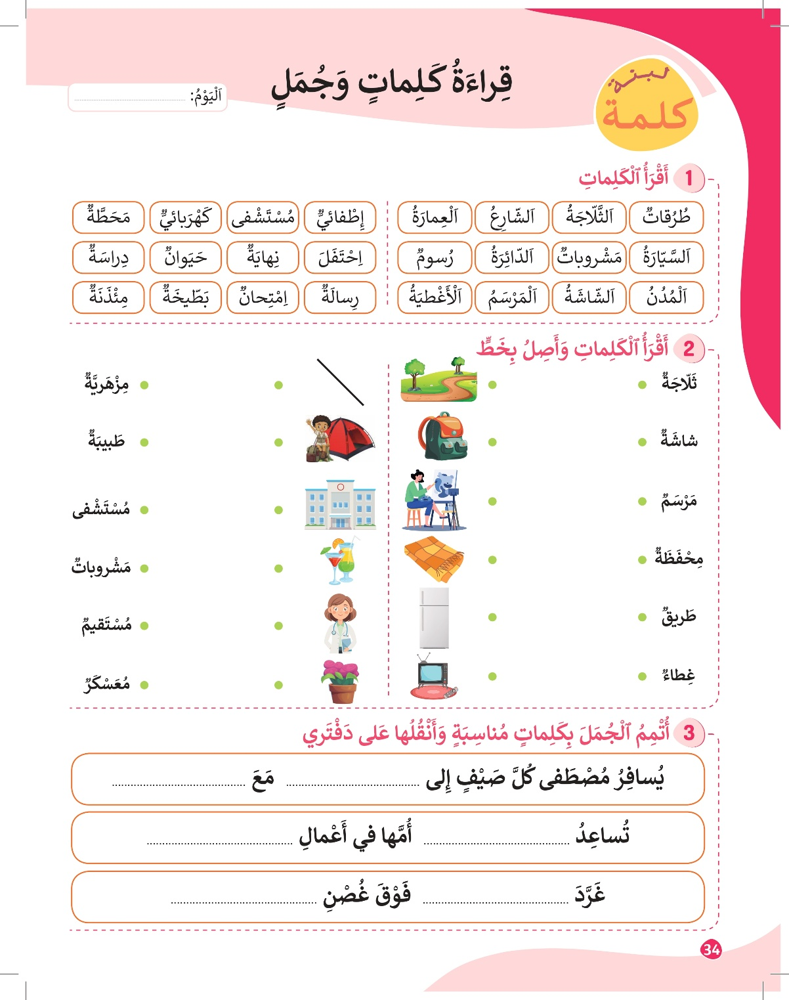 لبنة
كلمة
قِراءَةُ كَلِماتٍ وَجُمَلٍ
اَلْيَوْمُ: ........................
1 أَقْرَأُ ٱلْكَلِماتِ
طُرُقاتٌ اَلثَّلّاجَةُ اَلشّارِعُ اَلْعِمارَةُ إِطْفائِيٌّ مُسْتَشْفى كَهْرَبائِيٌّ مَحَطَّةٌ
اَلسَّيّارَةُ مَشْروباتٌ اَلدّائِرَةُ رُسومٌ اِحْتَفَلَ نِهايَةٌ حَيَوانٌ دِراسَةٌ
اَلْمُدُنُ اَلشّاشَةُ اَلْمَرْسَمُ اَلْأَغْطِيَةُ رِسالَةٌ اِمْتِحانٌ بَطّيخَةٌ مِئْذَنَةٌ
2 أَقْرَأُ ٱلْكَلِماتِ وَأَصِلُ بِخَطٍّ
ثَلّاجَةٌ
شاشَةٌ
مَرْسَمٌ
مِحْفَظَةٌ
طَريقٌ
غِطاءٌ
مِزْهَرِيَّةٌ
طَبيبَةٌ
مُسْتَشْفى
مَشْروباتٌ
مُسْتَقيمٌ
مُعَسْكَرٌ
3 أُتْمِمُ ٱلْجُمَلَ بِكَلِماتٍ مُناسِبَةٍ وَأَنْقُلُها عَلى دَفْتَري
يُسافِرُ مُصْطَفى كُلَّ صَيْفٍ إِلى ........................ مَعَ ........................
تُساعِدُ ........................ أُمَّها في أَعْمالِ ........................
غَرَّدَ ........................ فَوْقَ غُصْنِ ........................
34